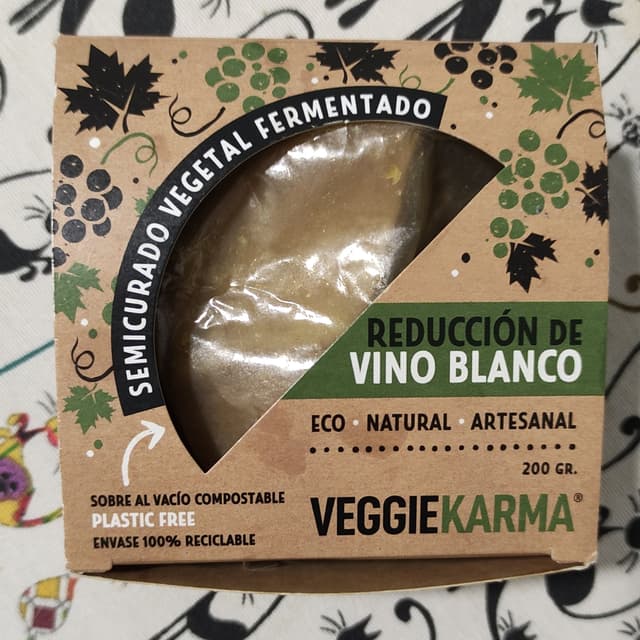 SEMICURADO VEGETAL FERMENTADO
REDUCCIÓN DE
VINO BLANCO
ECO · NATURAL · ARTESANAL
200 GR.
SOBRE AL VACÍO COMPOSTABLE
PLASTIC FREE
ENVASE 100% RECICLABLE
VEGGIEKARMA®